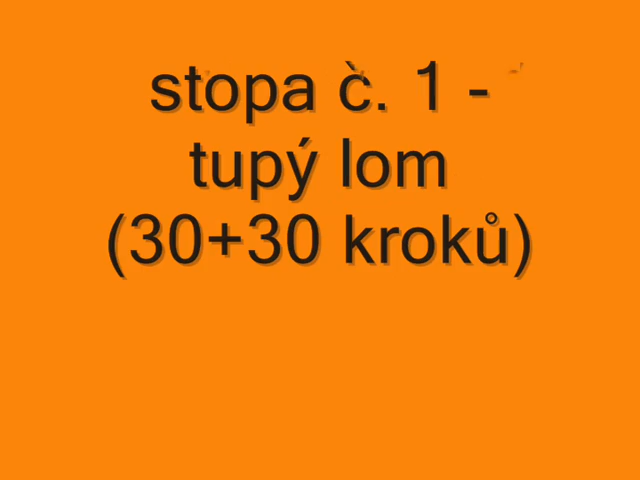 stopa č. 1 -
tupý lom
(30+30 kroků)